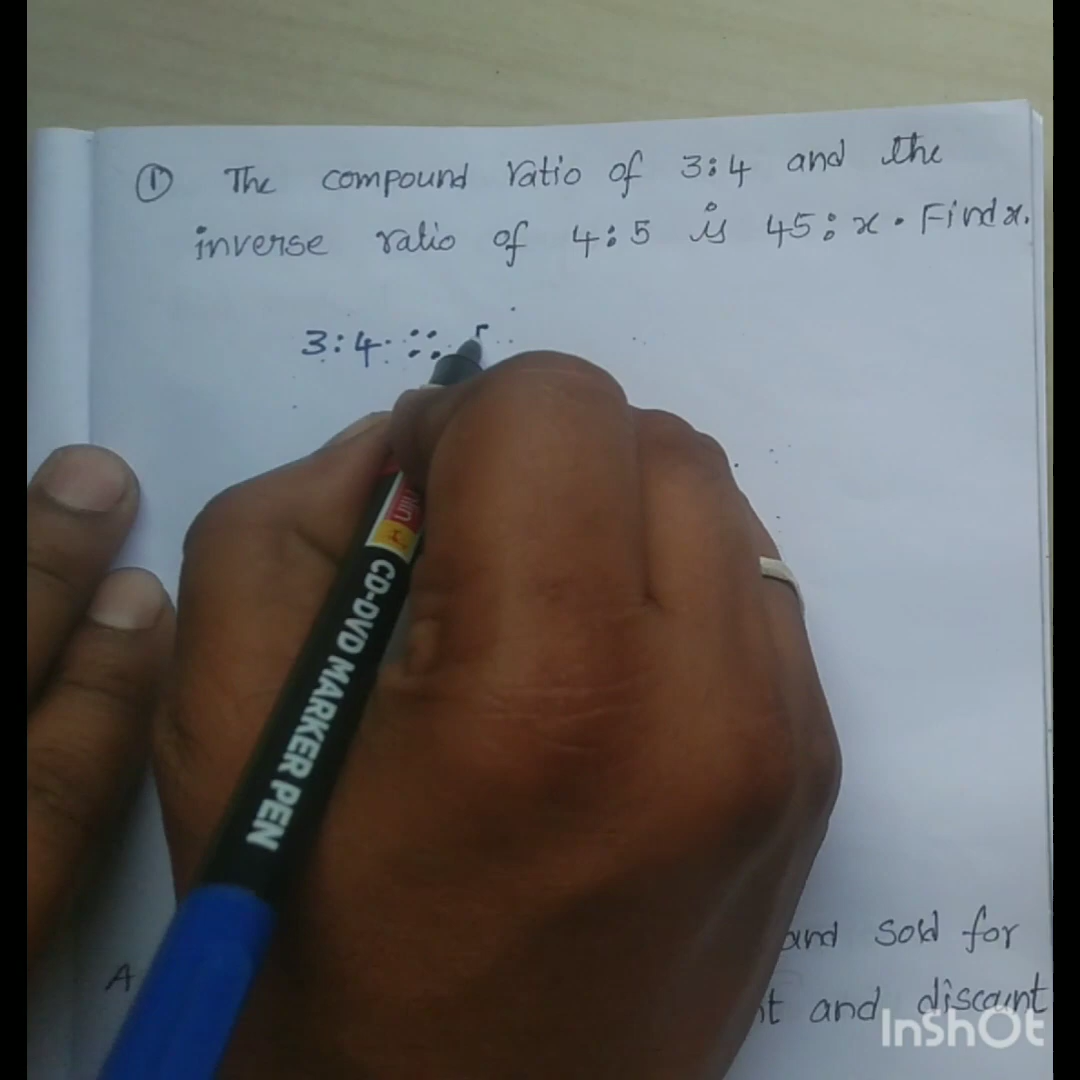 ① The compound ratio of 3:4 and the
inverse ratio of 4:5 is 45:x. Find x.
3:4 ::
CD-DVD MARKER PEN
and sold for
A
and discount
InShOt